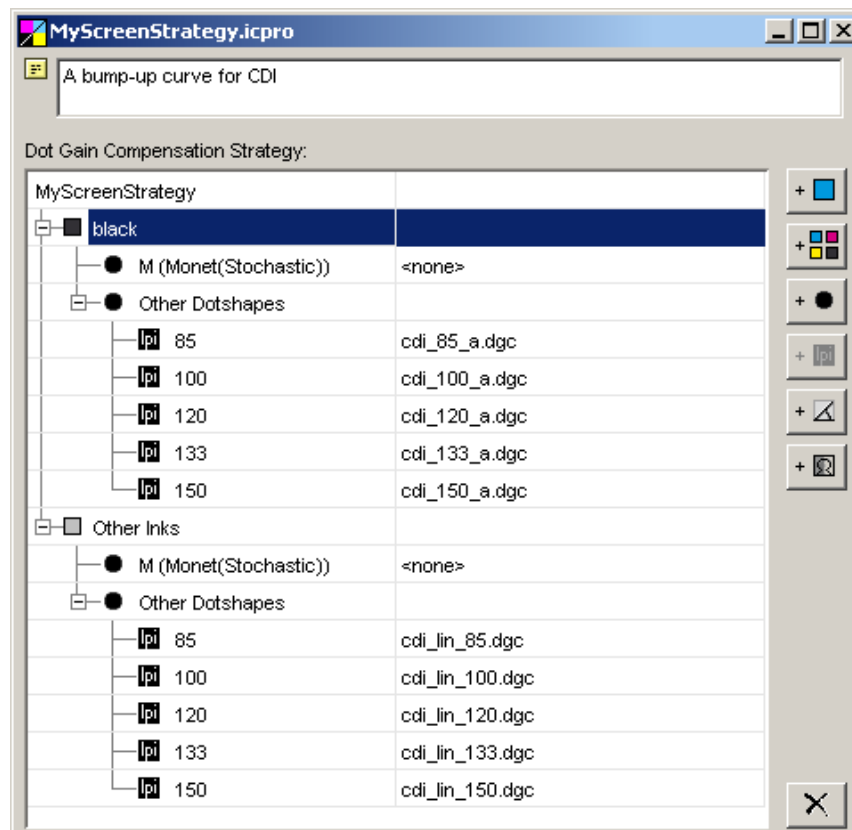 MyScreenStrategy.icpro
A bump-up curve for CDI
Dot Gain Compensation Strategy:
MyScreenStrategy
black
M (Monet(Stochastic)) <none>
Other Dotshapes
lpi 85 cdi_85_a.dgc
lpi 100 cdi_100_a.dgc
lpi 120 cdi_120_a.dgc
lpi 133 cdi_133_a.dgc
lpi 150 cdi_150_a.dgc
Other Inks
M (Monet(Stochastic)) <none>
Other Dotshapes
lpi 85 cdi_lin_85.dgc
lpi 100 cdi_lin_100.dgc
lpi 120 cdi_lin_120.dgc
lpi 133 cdi_lin_133.dgc
lpi 150 cdi_lin_150.dgc
+
+
+
+ lpi
+
+